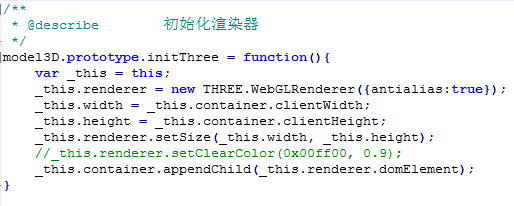 /**
 * @describe 初始化渲染器
 */
model3D.prototype.initThree = function(){
    var _this = this;
    _this.renderer = new THREE.WebGLRenderer({antialias:true});
    _this.width = _this.container.clientWidth;
    _this.height = _this.container.clientHeight;
    _this.renderer.setSize(_this.width, _this.height);
    //_this.renderer.setClearColor(0x00ff00, 0.9);
    _this.container.appendChild(_this.renderer.domElement);
}